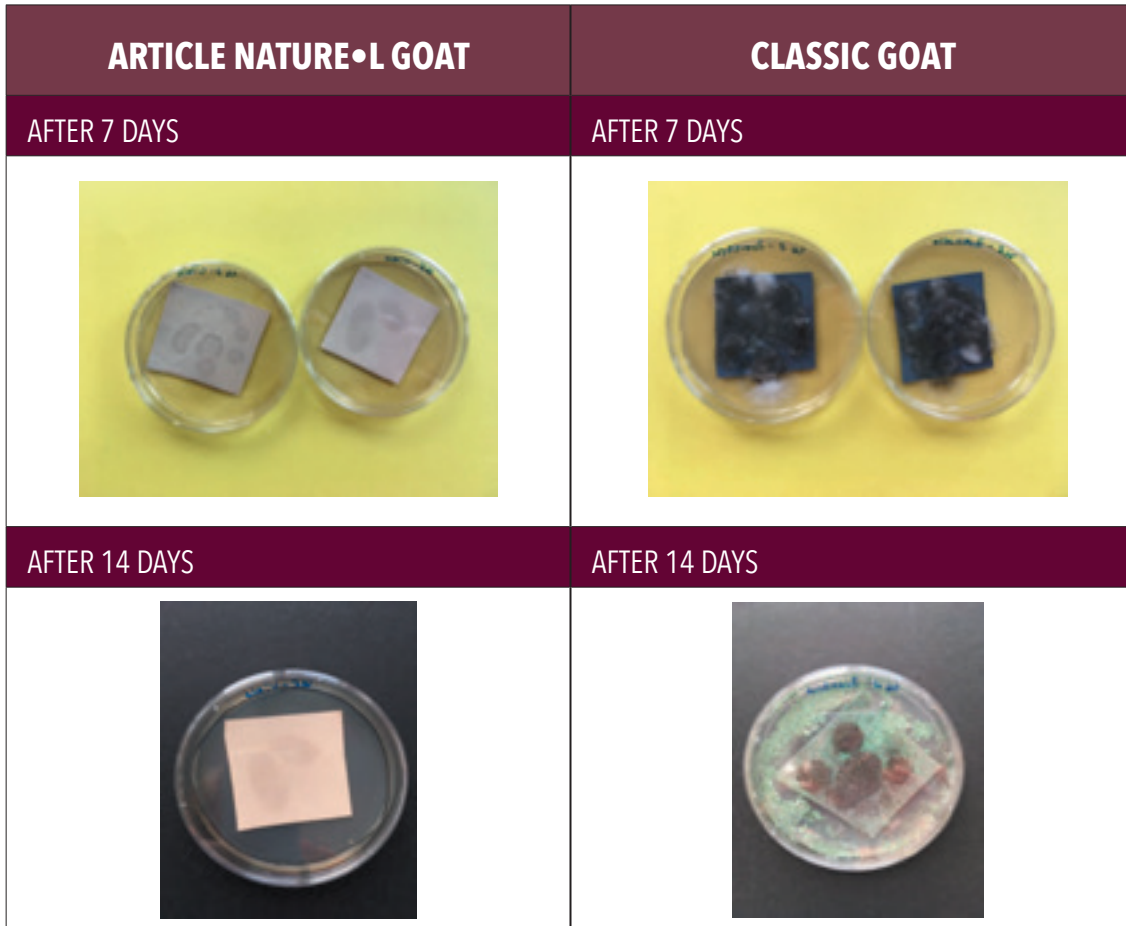 ARTICLE NATURE•L GOAT
CLASSIC GOAT
AFTER 7 DAYS
AFTER 7 DAYS
AFTER 14 DAYS
AFTER 14 DAYS